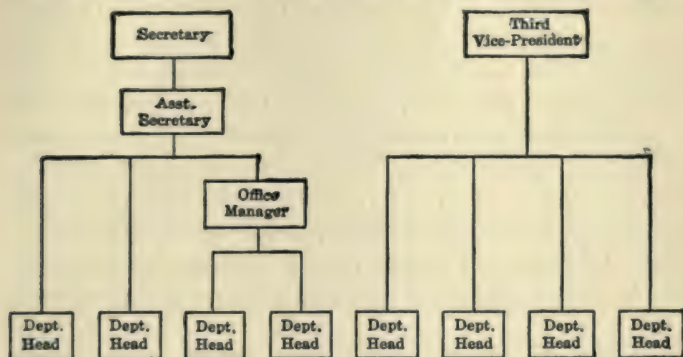 Secretary
Third
Vice-President
Asst.
Secretary
Office
Manager
Dept.
Head
Dept.
Head
Dept.
Head
Dept.
Head
Dept.
Head
Dept.
Head
Dept.
Head
Dept.
Head